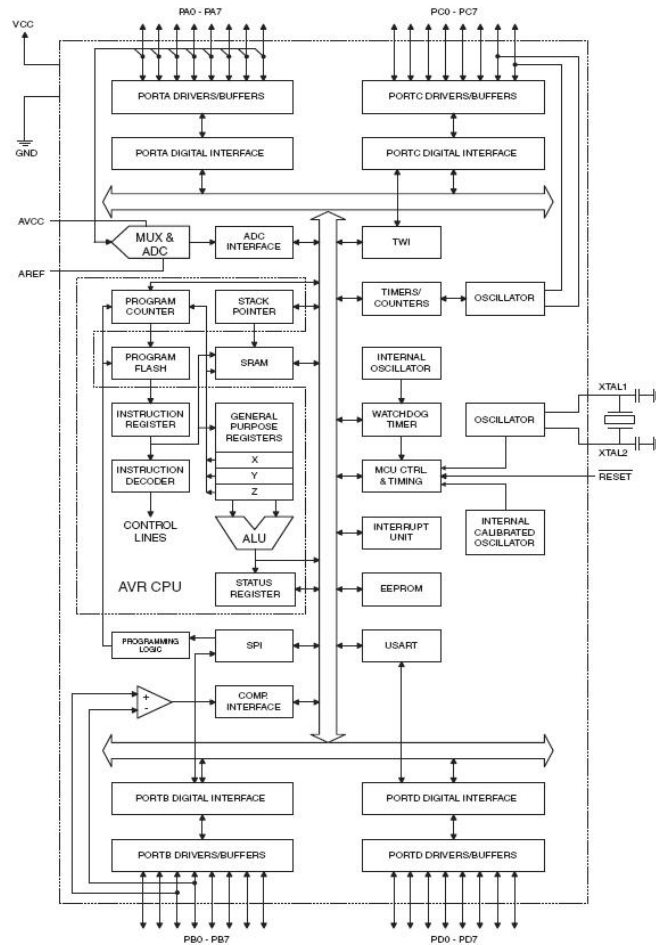 PA0 - PA7
PC0 - PC7
VCC
GND
PORTA DRIVERS/BUFFERS
PORTC DRIVERS/BUFFERS
PORTA DIGITAL INTERFACE
PORTC DIGITAL INTERFACE
AVCC
MUX &
ADC
AREF
ADC
INTERFACE
TWI
PROGRAM
COUNTER
STACK
POINTER
TIMERS/
COUNTERS
OSCILLATOR
PROGRAM
FLASH
SRAM
INTERNAL
OSCILLATOR
XTAL1
INSTRUCTION
REGISTER
GENERAL
PURPOSE
REGISTERS
WATCHDOG
TIMER
OSCILLATOR
XTAL2
X
Y
Z
INSTRUCTION
DECODER
MCU CTRL.
& TIMING
RESET
CONTROL
LINES
ALU
INTERRUPT
UNIT
INTERNAL
CALIBRATED
OSCILLATOR
AVR CPU
STATUS
REGISTER
EEPROM
PROGRAMMING
LOGIC
SPI
USART
+
-
COMP.
INTERFACE
PORTB DIGITAL INTERFACE
PORTD DIGITAL INTERFACE
PORTB DRIVERS/BUFFERS
PORTD DRIVERS/BUFFERS
PB0 - PB7
PD0 - PD7